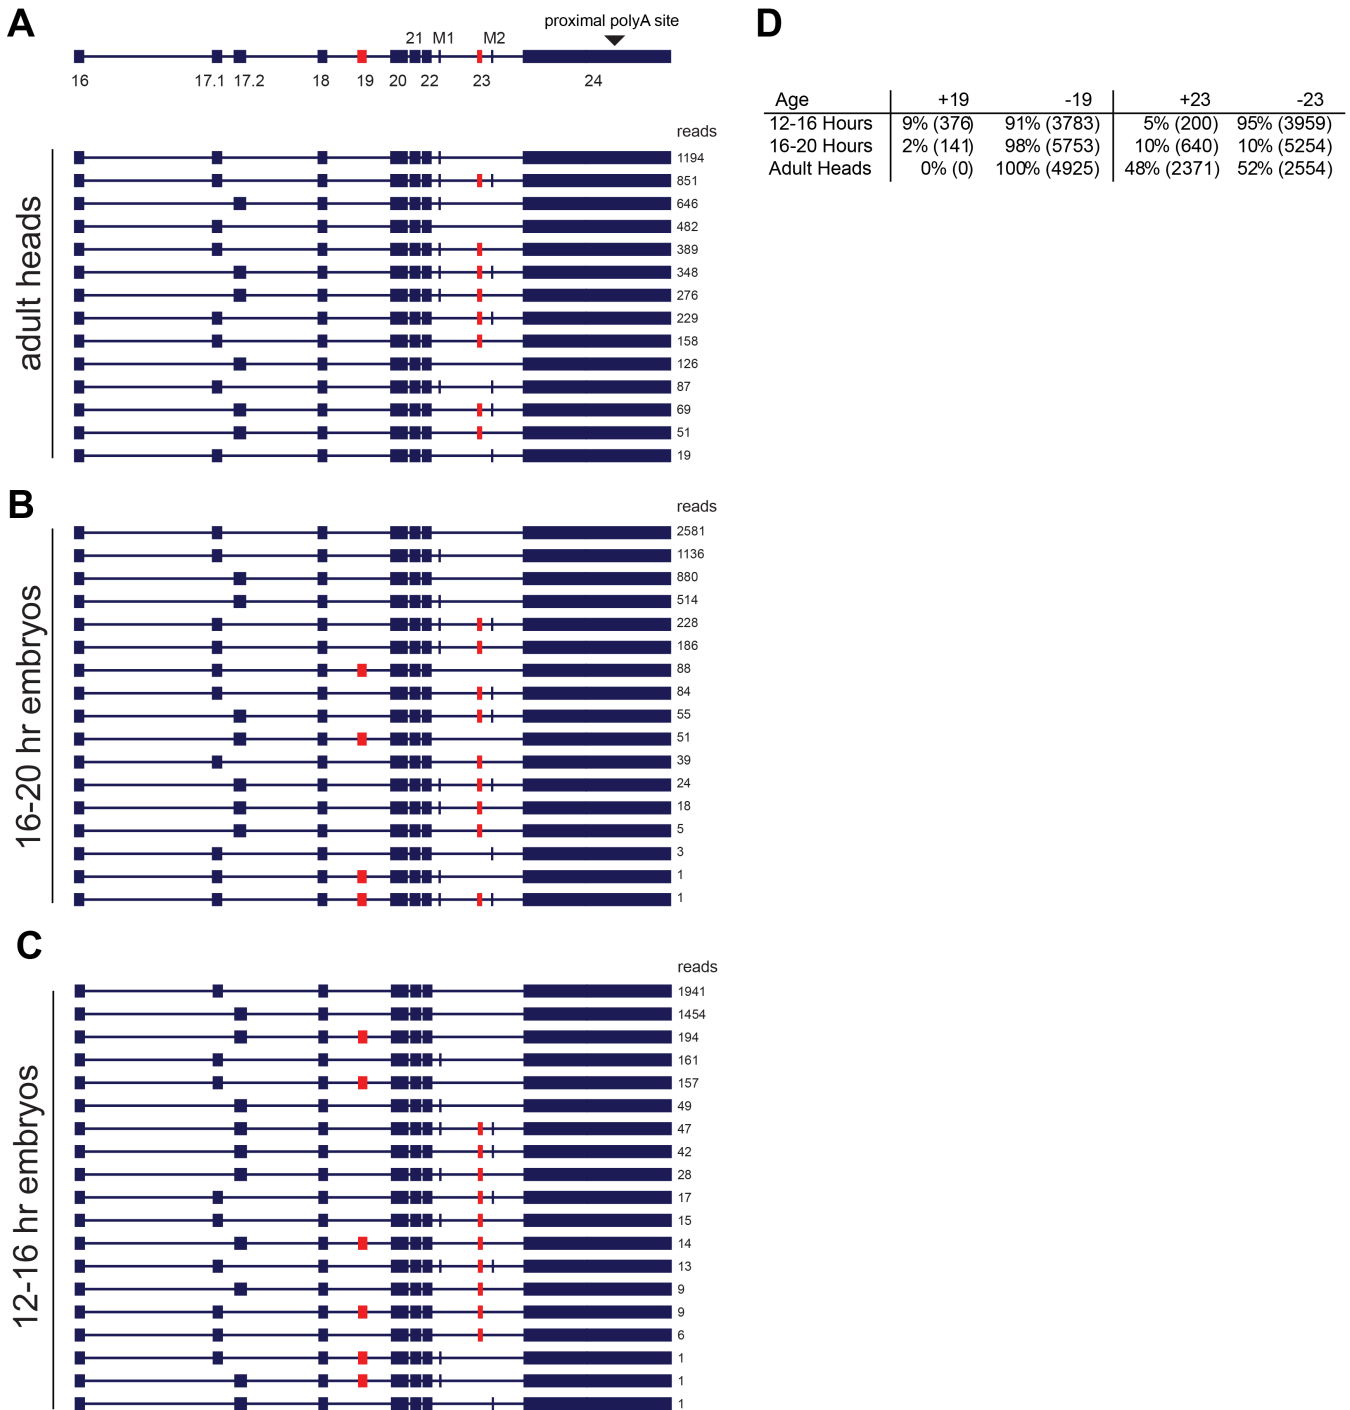 A
proximal polyA site
21 M1 M2
16 17.1 17.2 18 19 20 22 23 24
reads
adult heads
1194
851
646
482
389
348
276
229
158
126
87
69
51
19
B
reads
16-20 hr embryos
2581
1136
880
514
228
186
88
84
55
51
39
24
18
5
3
1
1
C
reads
12-16 hr embryos
1941
1454
194
161
157
49
47
42
28
17
15
14
13
9
9
6
1
1
1
D
Age +19 -19 +23 -23
12-16 Hours 9% (376) 91% (3783) 5% (200) 95% (3959)
16-20 Hours 2% (141) 98% (5753) 10% (640) 10% (5254)
Adult Heads 0% (0) 100% (4925) 48% (2371) 52% (2554)